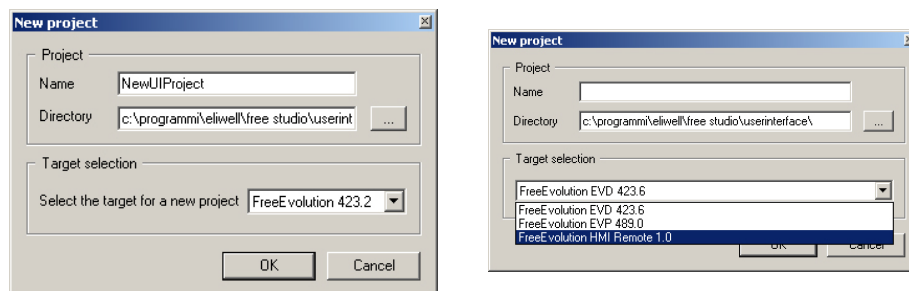 New project
Project
Name NewUIProject
Directory c:\programmi\eliwell\free studio\userint ...
Target selection
Select the target for a new project FreeEvolution 423.2
OK Cancel
New project
Project
Name
Directory c:\programmi\eliwell\free studio\userinterface\ ...
Target selection
FreeEvolution EVD 423.6
FreeEvolution EVD 423.6
FreeEvolution EVP 489.0
FreeEvolution HMI Remote 1.0
OK Cancel